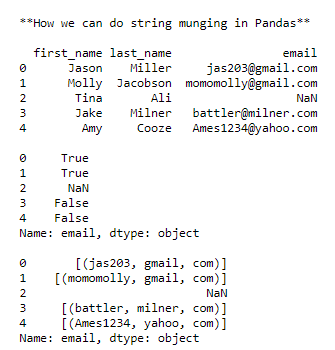 **How we can do string munging in Pandas**
first_name last_name email
0 Jason Miller jas203@gmail.com
1 Molly Jacobson momomolly@gmail.com
2 Tina Ali NaN
3 Jake Milner battler@milner.com
4 Amy Cooze Ames1234@yahoo.com
0 True
1 True
2 NaN
3 False
4 False
Name: email, dtype: object
0 [(jas203, gmail, com)]
1 [(momomolly, gmail, com)]
2 NaN
3 [(battler, milner, com)]
4 [(Ames1234, yahoo, com)]
Name: email, dtype: object